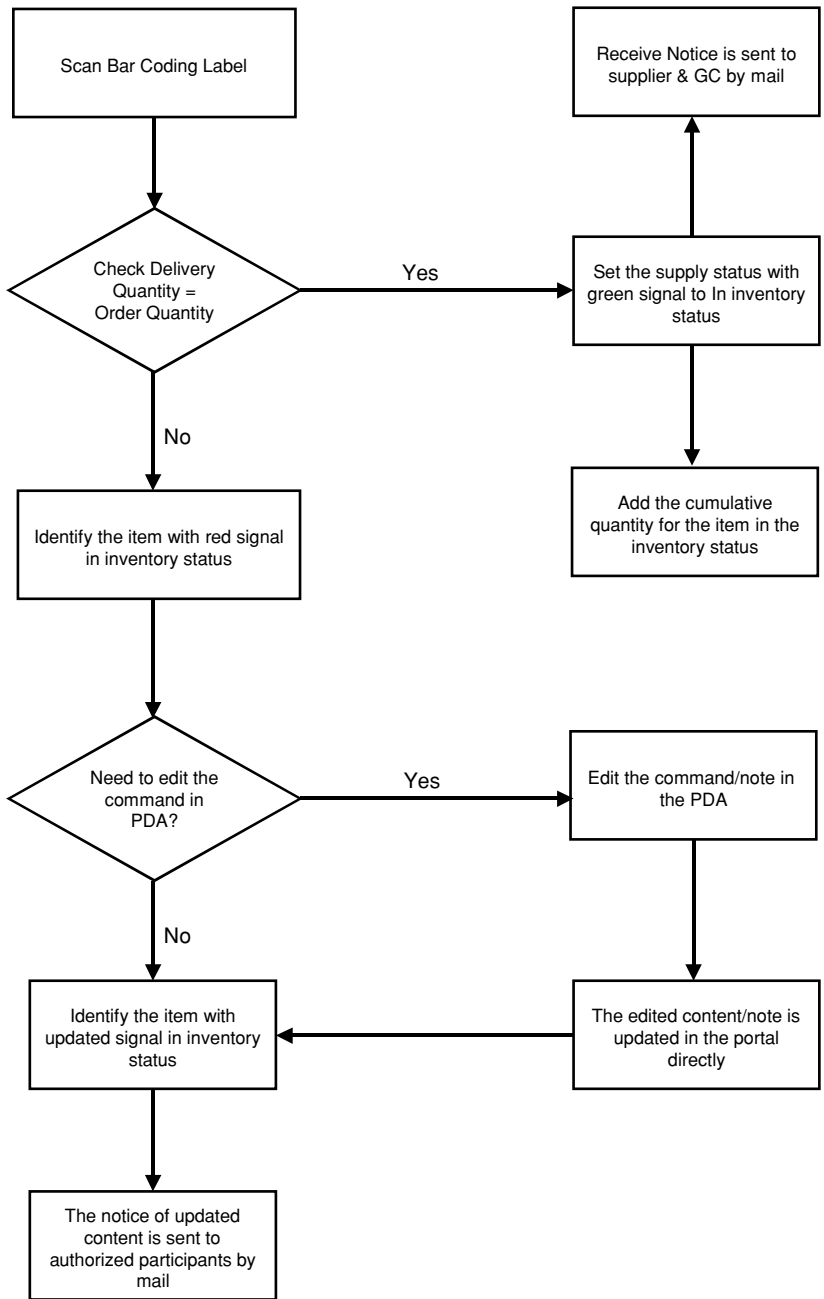 Scan Bar Coding Label
Receive Notice is sent to
supplier & GC by mail
Check Delivery
Quantity =
Order Quantity
Yes
Set the supply status with
green signal to In inventory
status
No
Identify the item with red signal
in inventory status
Add the cumulative
quantity for the item in the
inventory status
Need to edit the
command in
PDA?
Yes
Edit the command/note in
the PDA
No
Identify the item with
updated signal in inventory
status
The edited content/note is
updated in the portal
directly
The notice of updated
content is sent to
authorized participants by
mail